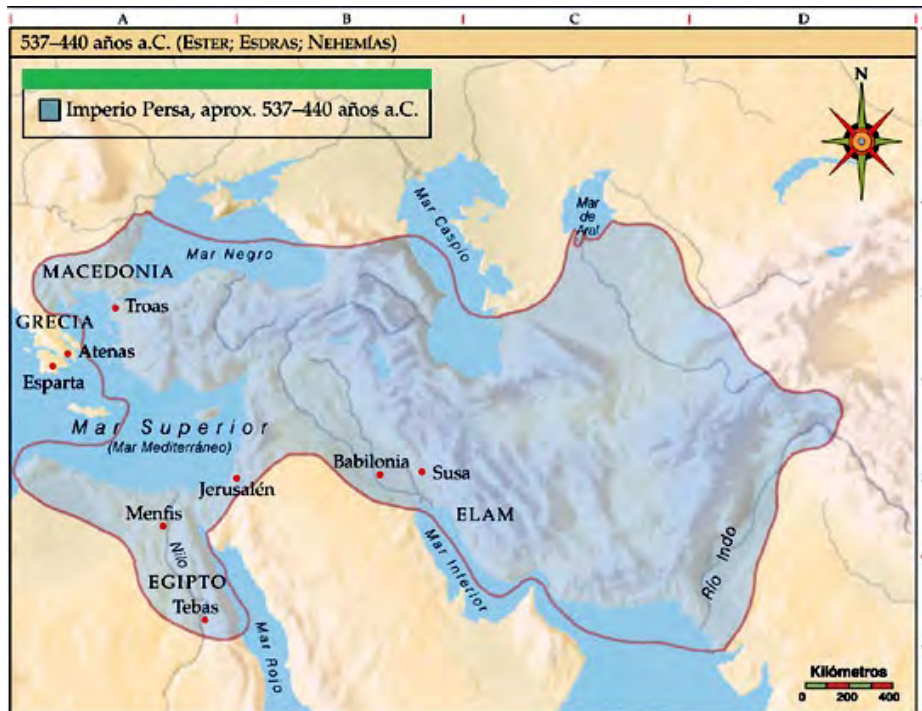 A B C D
537–440 años a.C. (ESTER; ESDRAS; NEHEMÍAS)
Imperio Persa, aprox. 537–440 años a.C.
N
Mar Caspio
Mar de Aral
Mar Negro
MACEDONIA
Troas
GRECIA
Atenas
Esparta
Mar Superior
(Mar Mediterráneo)
Jerusalén
Babilonia
Susa
ELAM
Menfis
Nilo
EGIPTO
Tebas
Mar Rojo
Mar Inferior
Río Indo
Kilómetros
0 200 400